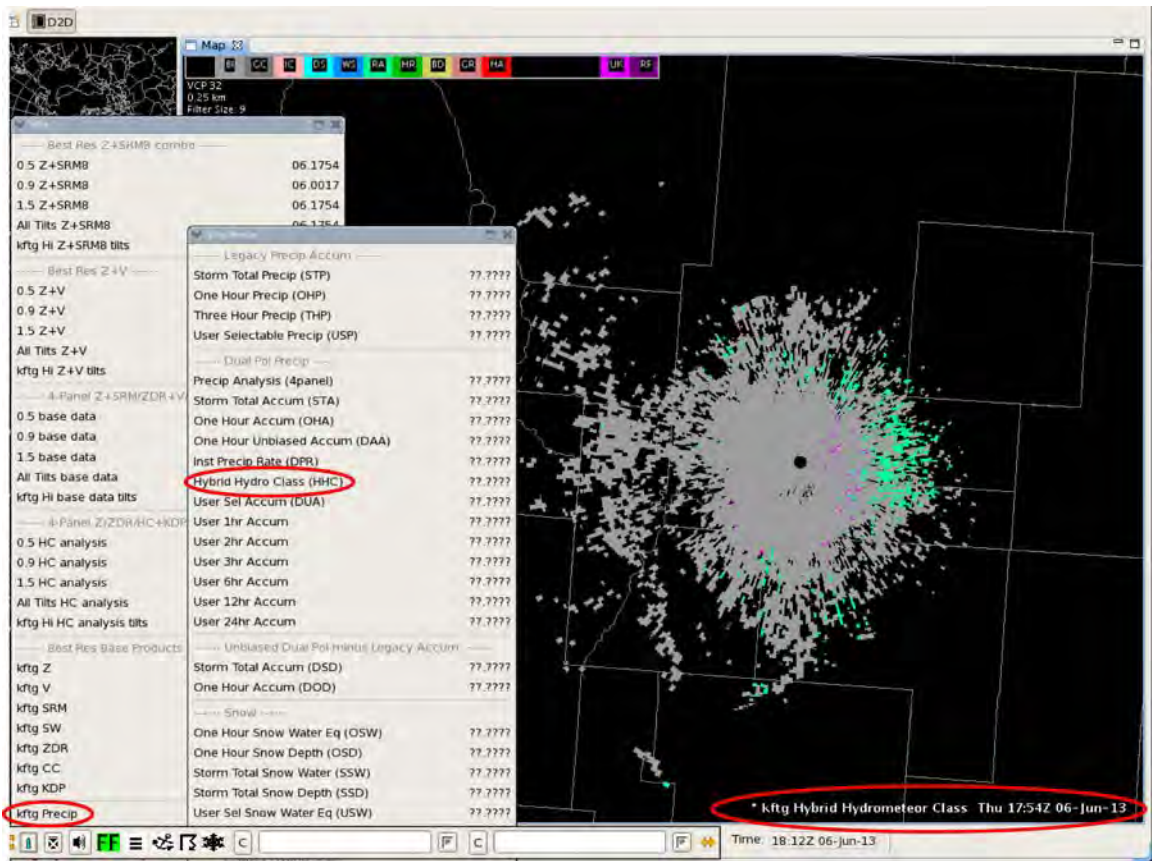 D2D
Map
BI GC IC DS WS RA HR BD GR HA UK RF
VCP 32
0.25 km
Filter Size: 9
------ Best Res Z+SRM8 combo ------
0.5 Z+SRM8 06.1754
0.9 Z+SRM8 06.0017
1.5 Z+SRM8 06.1754
All Tilts Z+SRM8 06.1754
kftg Hi Z+SRM8 tilts
------ Best Res Z+V ------
0.5 Z+V
0.9 Z+V
1.5 Z+V
All Tilts Z+V
kftg Hi Z+V tilts
------ 4-Panel Z+SRM/ZDR+V/
0.5 base data
0.9 base data
1.5 base data
All Tilts base data
kftg Hi base data tilts
------ 4-Panel Z/ZDR/HC+KDP
0.5 HC analysis
0.9 HC analysis
1.5 HC analysis
All Tilts HC analysis
kftg Hi HC analysis tilts
------ Best Res Base Products
kftg Z
kftg V
kftg SRM
kftg SW
kftg ZDR
kftg CC
kftg KDP
kftg Precip
------ Legacy Precip Accum ------
Storm Total Precip (STP) ??.????
One Hour Precip (OHP) ??.????
Three Hour Precip (THP) ??.????
User Selectable Precip (USP) ??.????
------ Dual Pol Precip ------
Precip Analysis (4panel) ??.????
Storm Total Accum (STA) ??.????
One Hour Accum (OHA) ??.????
One Hour Unbiased Accum (DAA) ??.????
Inst Precip Rate (DPR) ??.????
Hybrid Hydro Class (HHC) ??.????
User Sel Accum (DUA) ??.????
User 1hr Accum ??.????
User 2hr Accum ??.????
User 3hr Accum ??.????
User 6hr Accum ??.????
User 12hr Accum ??.????
User 24hr Accum ??.????
------ Unbiased Dual Pol minus Legacy Accum ------
Storm Total Accum (DSD) ??.????
One Hour Accum (DOD) ??.????
------ Snow ------
One Hour Snow Water Eq (OSW) ??.????
One Hour Snow Depth (OSD) ??.????
Storm Total Snow Water (SSW) ??.????
Storm Total Snow Depth (SSD) ??.????
User Sel Snow Water Eq (USW) ??.????
* kftg Hybrid Hydrometeor Class Thu 17:54Z 06-Jun-13
FF C F C F Time: 18:12Z 06-Jun-13